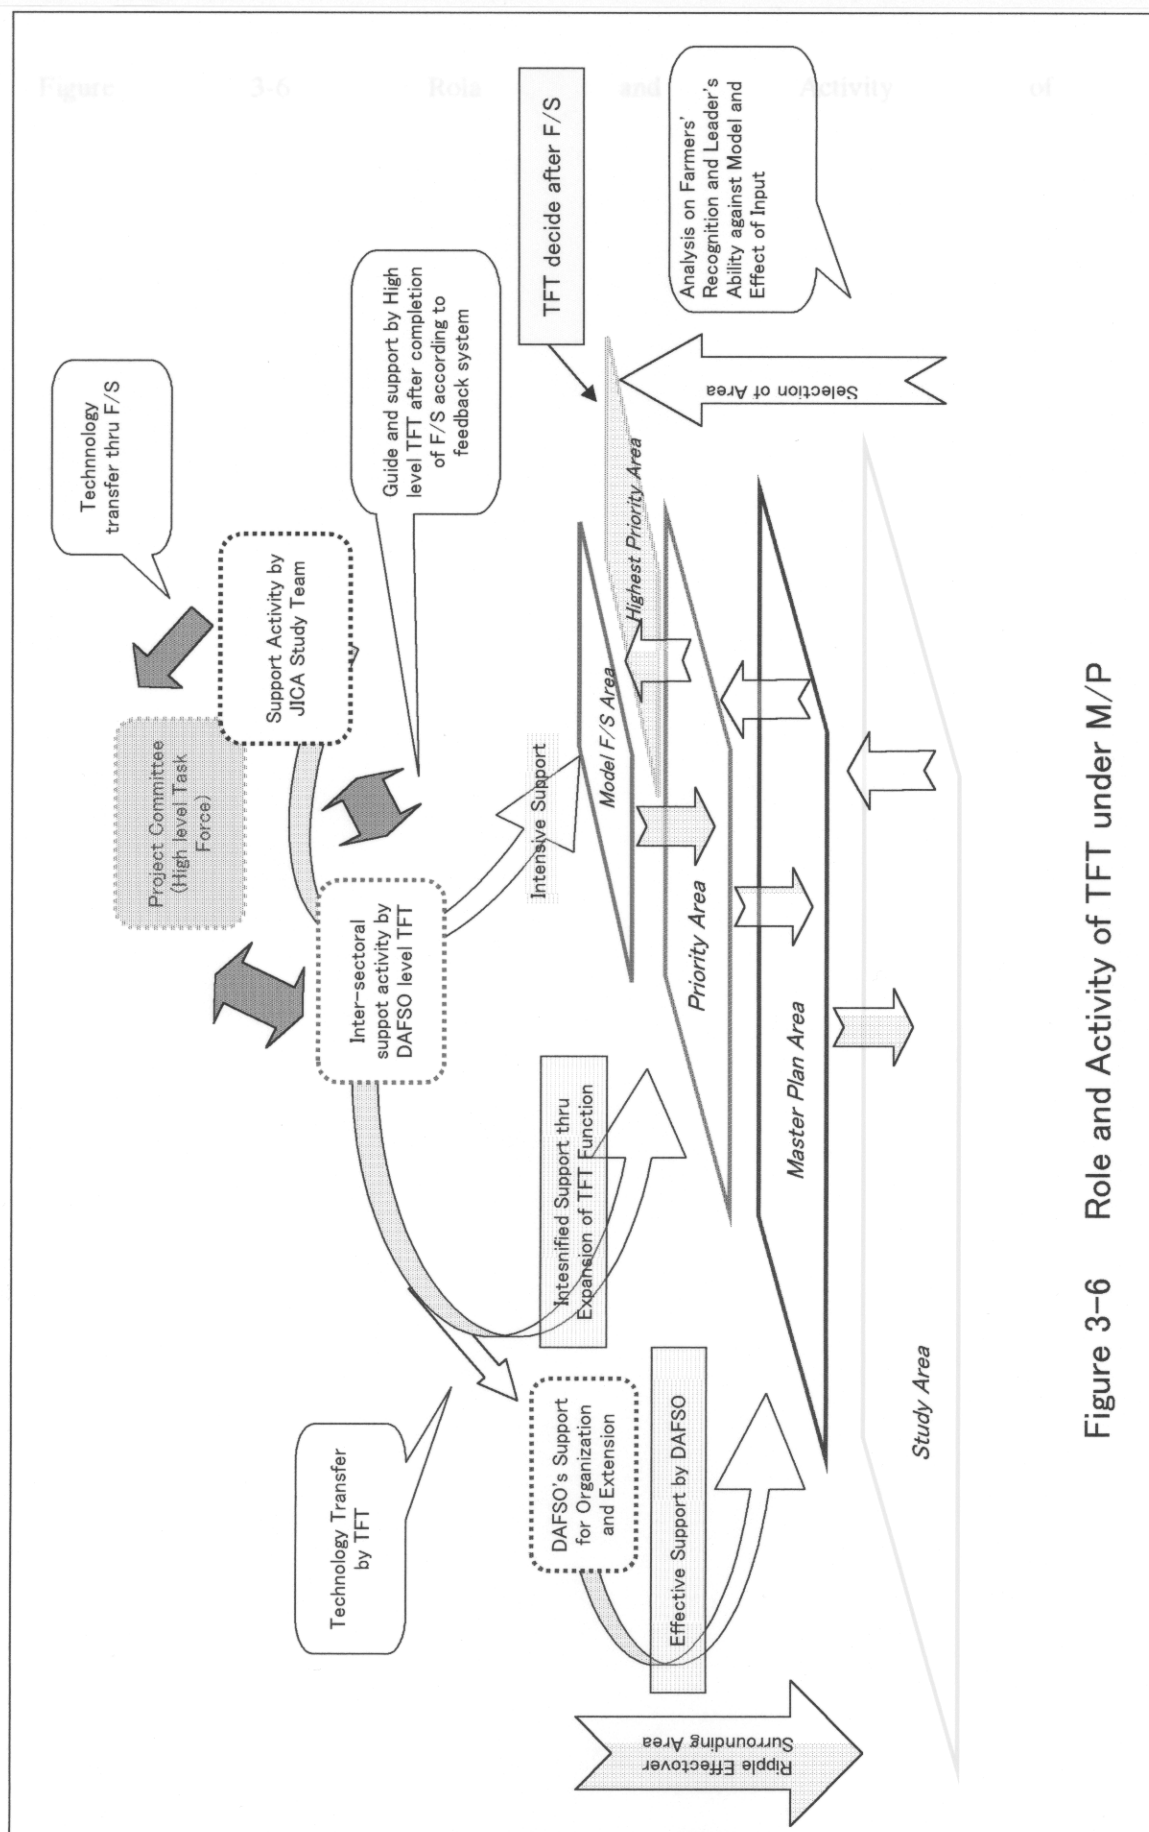 Figure 3-6 Rola and Activity of
Technnology
transfer thru F/S
Project Committee
(High level Task
Force)
Support Activity by
JICA Study Team
Guide and support by High
level TFT after completion
of F/S according to
feedback system
TFT decide after F/S
Analysis on Farmers'
Recognition and Leader's
Ability against Model and
Effect of Input
Inter-sectoral
suppot activity by
DAFSO level TFT
Intensive Support
Technology Transfer
by TFT
Intesnified Support thru
Expansion of TFT Function
DAFSO's Support
for Organization
and Extension
Effective Support by DAFSO
Ripple Effectover
Surrounding Area
Selection of Area
Highest Priority Area
Model F/S Area
Priority Area
Master Plan Area
Study Area
Figure 3-6 Role and Activity of TFT under M/P